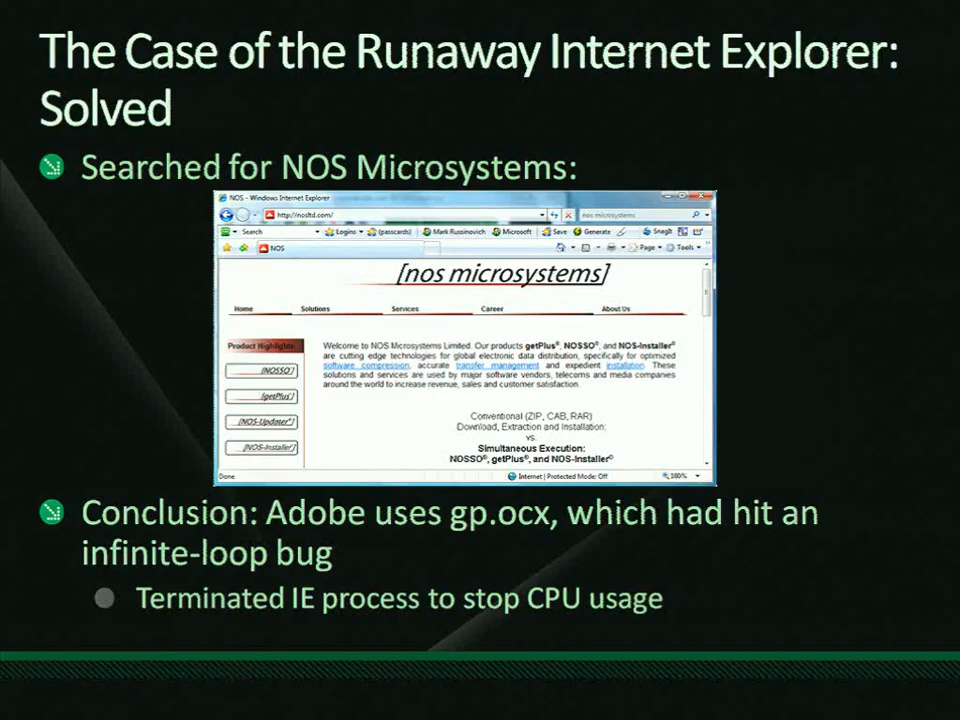 The Case of the Runaway Internet Explorer:
Solved
Searched for NOS Microsystems:
NOS - Windows Internet Explorer
http://nosltd.com/
nos microsystems
Search
Logins
(passcards)
Mark Russinovich
Microsoft
Save
Generate
SnagIt
NOS
Page
Tools
[nos microsystems]
Home Solutions Services Career About Us
Product Highlights
[NOSSO]
[getPlus]
[NOS-Updater]
[NOS-Installer]
Welcome to NOS Microsystems Limited. Our products getPlus®, NOSSO®, and NOS-Installer®
are cutting edge technologies for global electronic data distribution, specifically for optimized
software compression, accurate transfer management and expedient installation. These
solutions and services are used by major software vendors, telecoms and media companies
around the world to increase revenue, sales and customer satisfaction.
Conventional (ZIP, CAB, RAR)
Download, Extraction and Installation:
vs.
Simultaneous Execution:
NOSSO®, getPlus®, and NOS-Installer®
Done
Internet | Protected Mode: Off
100%
Conclusion: Adobe uses gp.ocx, which had hit an
infinite-loop bug
Terminated IE process to stop CPU usage